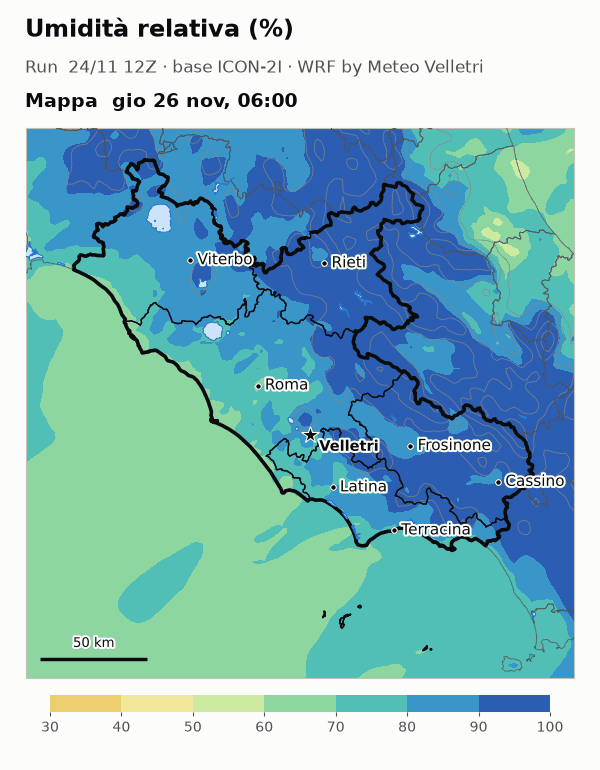 Umidità relativa (%)
Run 24/11 12Z · base ICON-2I · WRF by Meteo Velletri
Mappa gio 26 nov, 06:00
Viterbo
Rieti
Roma
Velletri
Frosinone
Latina
Cassino
Terracina
50 km
30 40 50 60 70 80 90 100